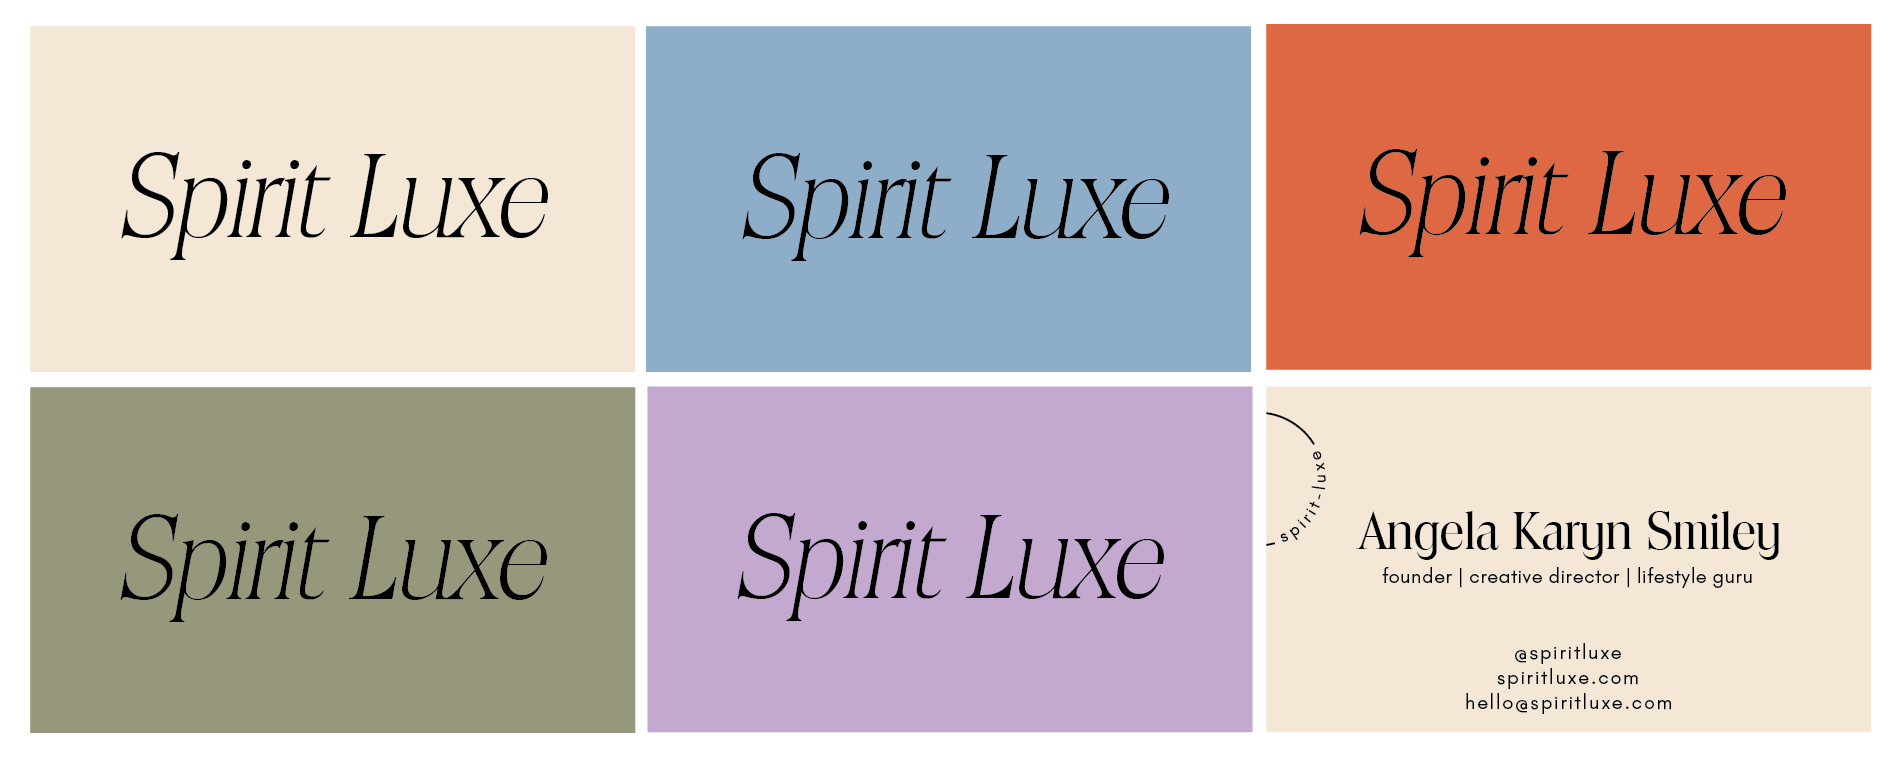 Spirit Luxe
Spirit Luxe
Spirit Luxe
Spirit Luxe
Spirit Luxe
spirit-luxe
Angela Karyn Smiley
founder | creative director | lifestyle guru
@spiritluxe
spiritluxe.com
hello@spiritluxe.com